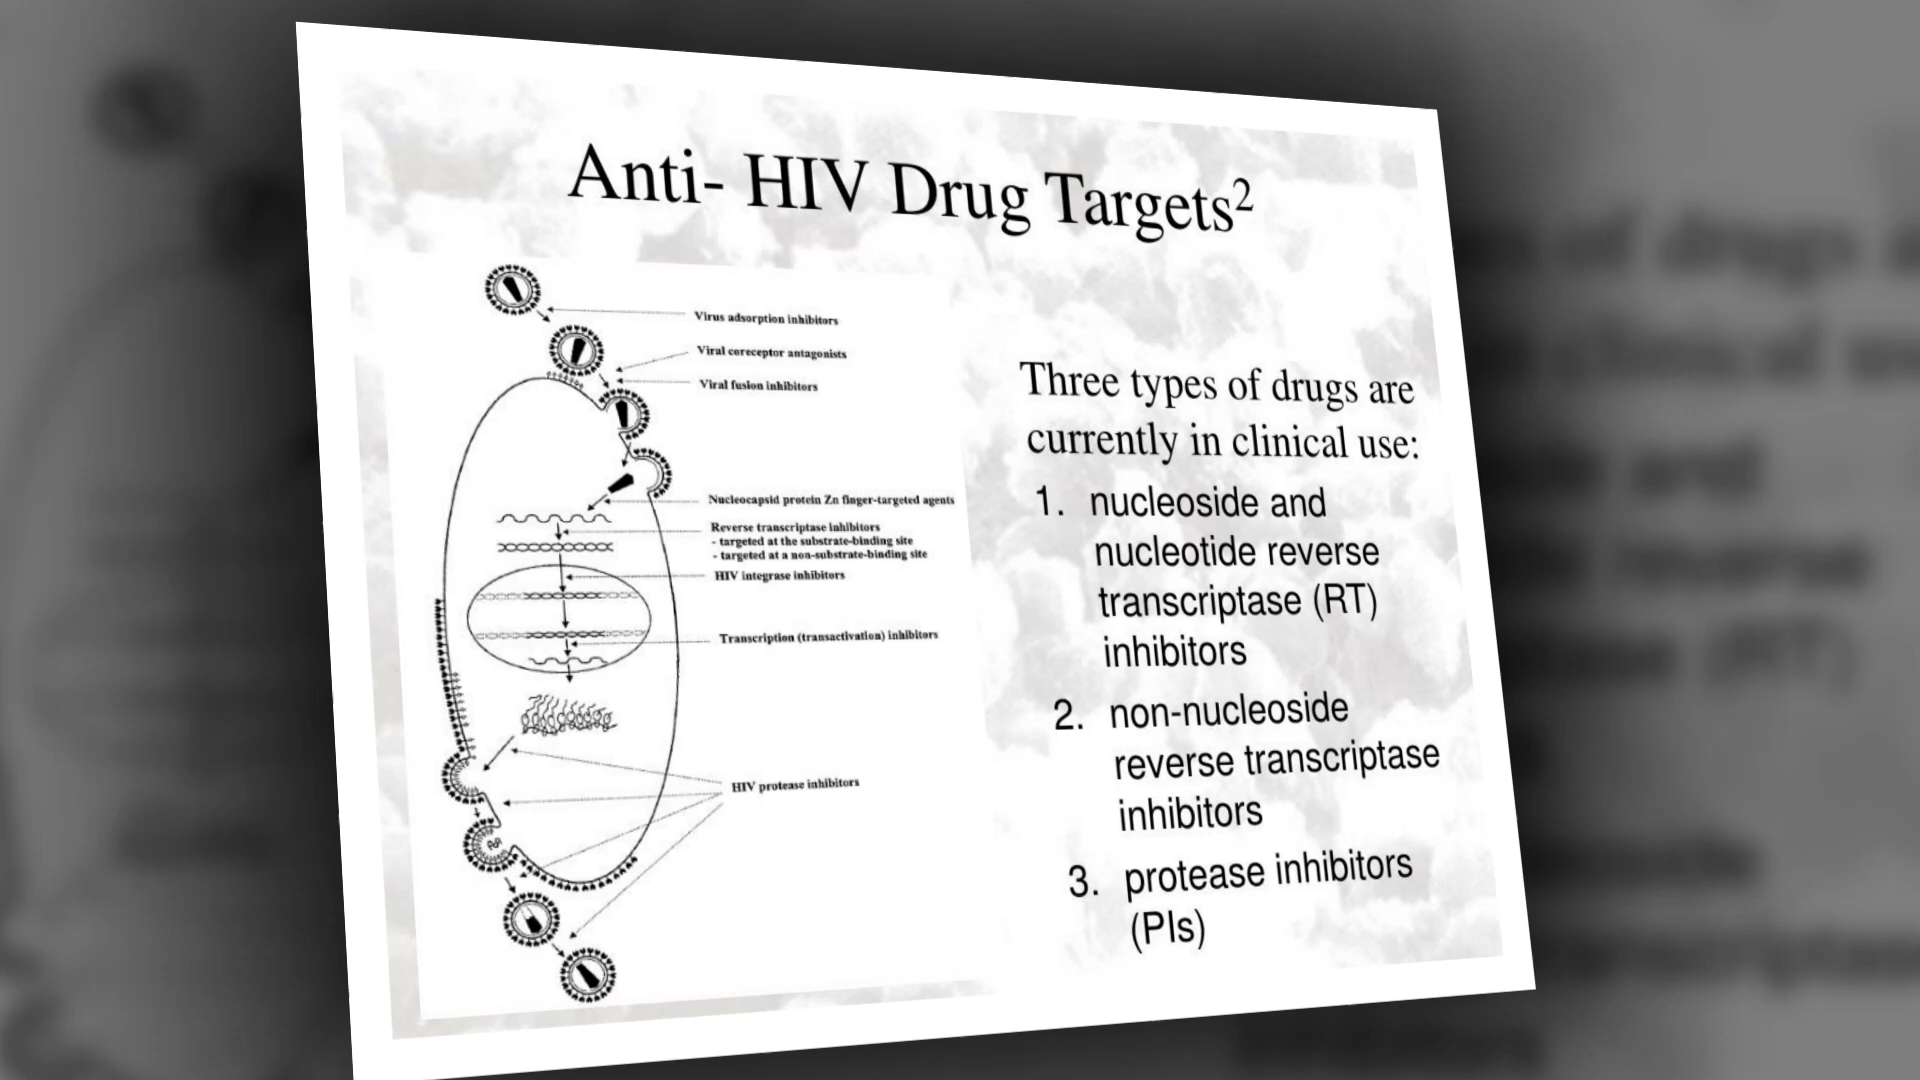 Anti- HIV Drug Targets²
Virus adsorption inhibitors
Viral coreceptor antagonists
Viral fusion inhibitors
Nucleocapsid protein Zn finger-targeted agents
Reverse transcriptase inhibitors
- targeted at the substrate-binding site
- targeted at a non-substrate-binding site
HIV integrase inhibitors
Transcription (transactivation) inhibitors
HIV protease inhibitors
Three types of drugs are
currently in clinical use:
1. nucleoside and
nucleotide reverse
transcriptase (RT)
inhibitors
2. non-nucleoside
reverse transcriptase
inhibitors
3. protease inhibitors
(PIs)